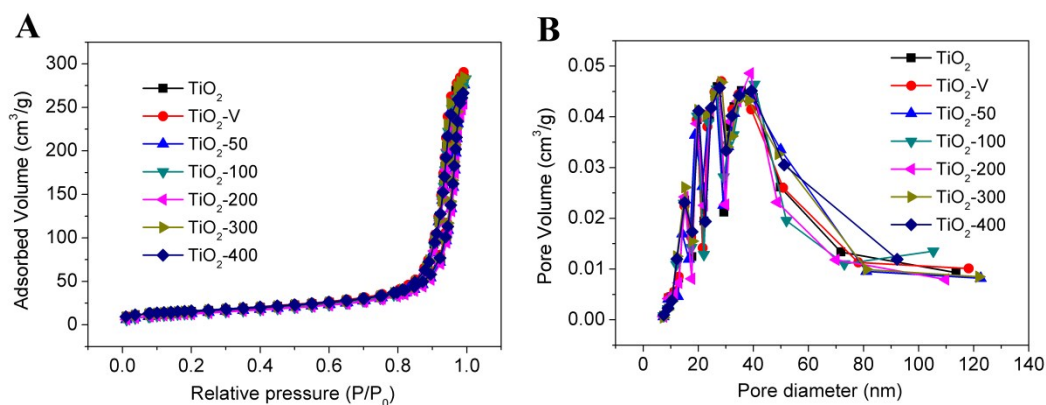 A
Adsorbed Volume (cm³/g)
300
250
200
150
100
50
0
TiO₂
TiO₂-V
TiO₂-50
TiO₂-100
TiO₂-200
TiO₂-300
TiO₂-400
0.0 0.2 0.4 0.6 0.8 1.0
Relative pressure (P/P₀)
B
Pore Volume (cm³/g)
0.05
0.04
0.03
0.02
0.01
0.00
TiO₂
TiO₂-V
TiO₂-50
TiO₂-100
TiO₂-200
TiO₂-300
TiO₂-400
0 20 40 60 80 100 120 140
Pore diameter (nm)